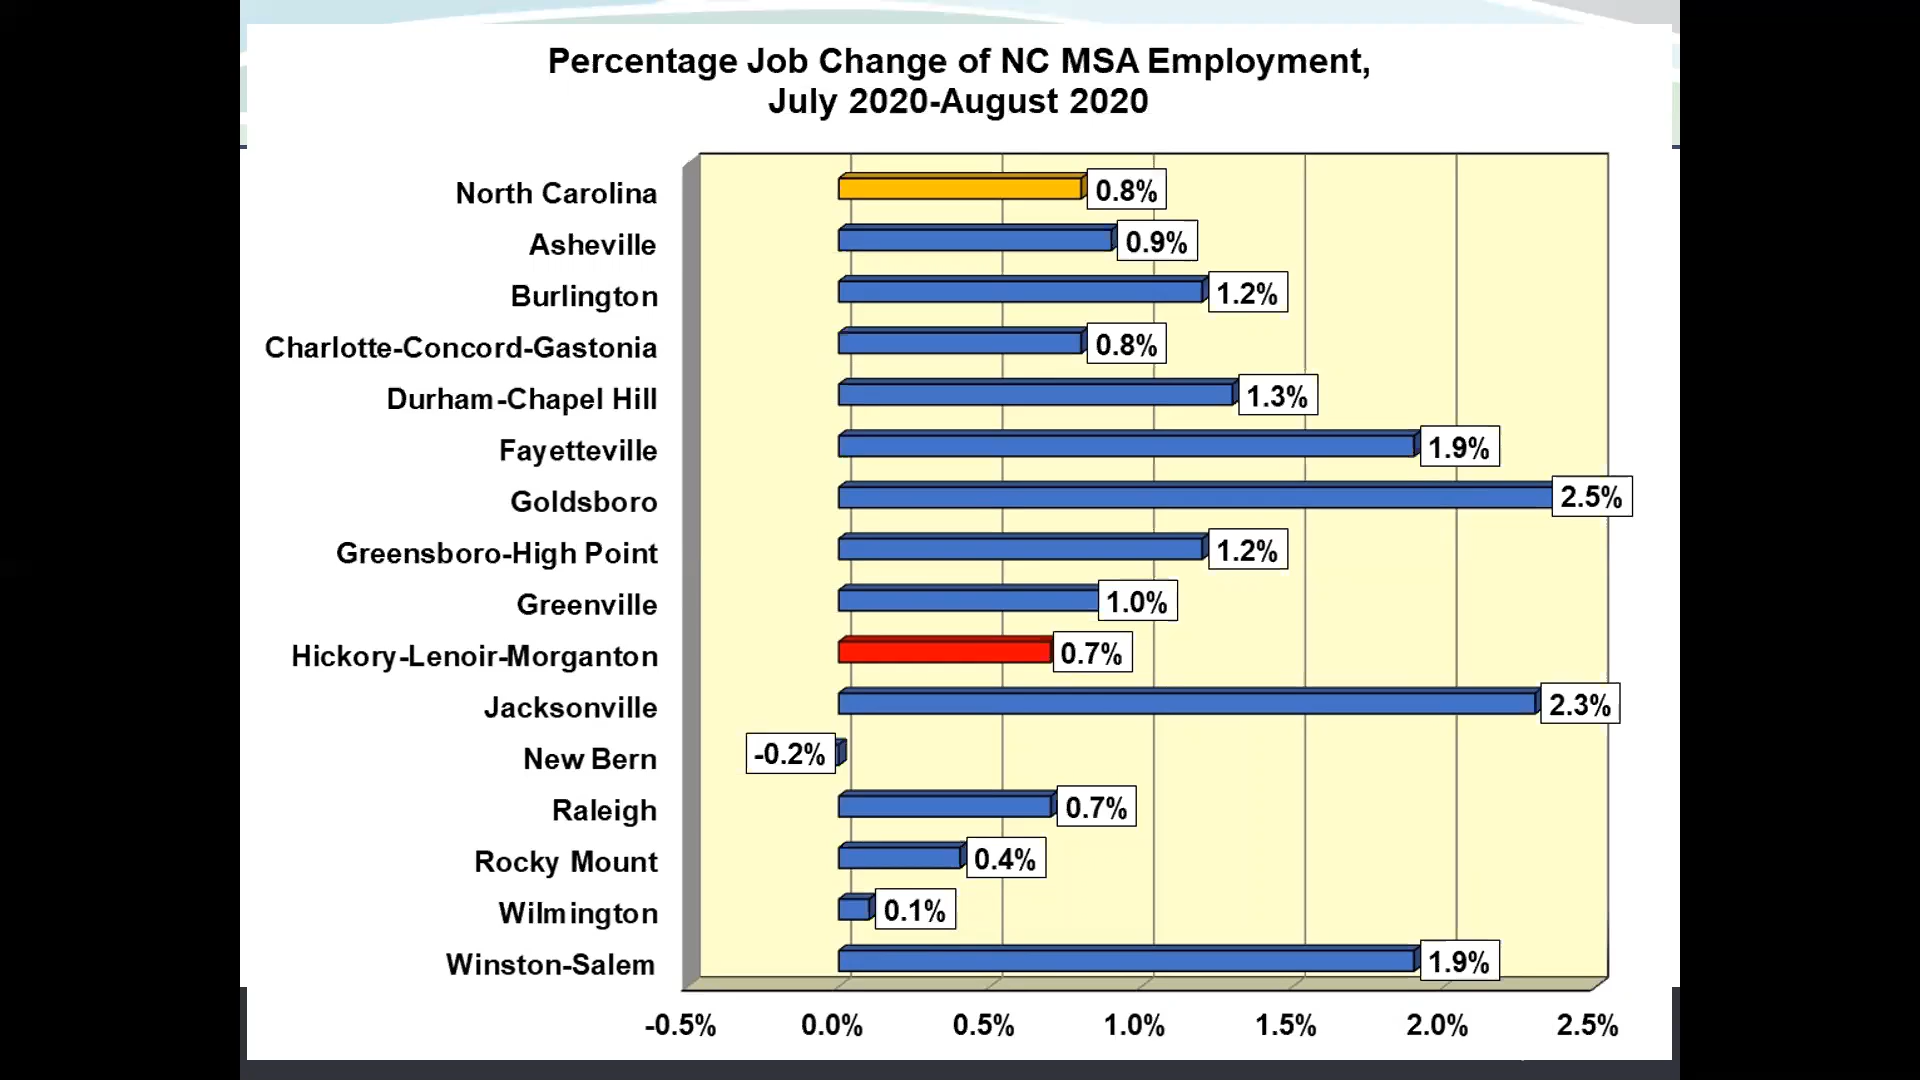 Percentage Job Change of NC MSA Employment,
July 2020-August 2020
North Carolina 0.8%
Asheville 0.9%
Burlington 1.2%
Charlotte-Concord-Gastonia 0.8%
Durham-Chapel Hill 1.3%
Fayetteville 1.9%
Goldsboro 2.5%
Greensboro-High Point 1.2%
Greenville 1.0%
Hickory-Lenoir-Morganton 0.7%
Jacksonville 2.3%
New Bern -0.2%
Raleigh 0.7%
Rocky Mount 0.4%
Wilmington 0.1%
Winston-Salem 1.9%
-0.5% 0.0% 0.5% 1.0% 1.5% 2.0% 2.5%